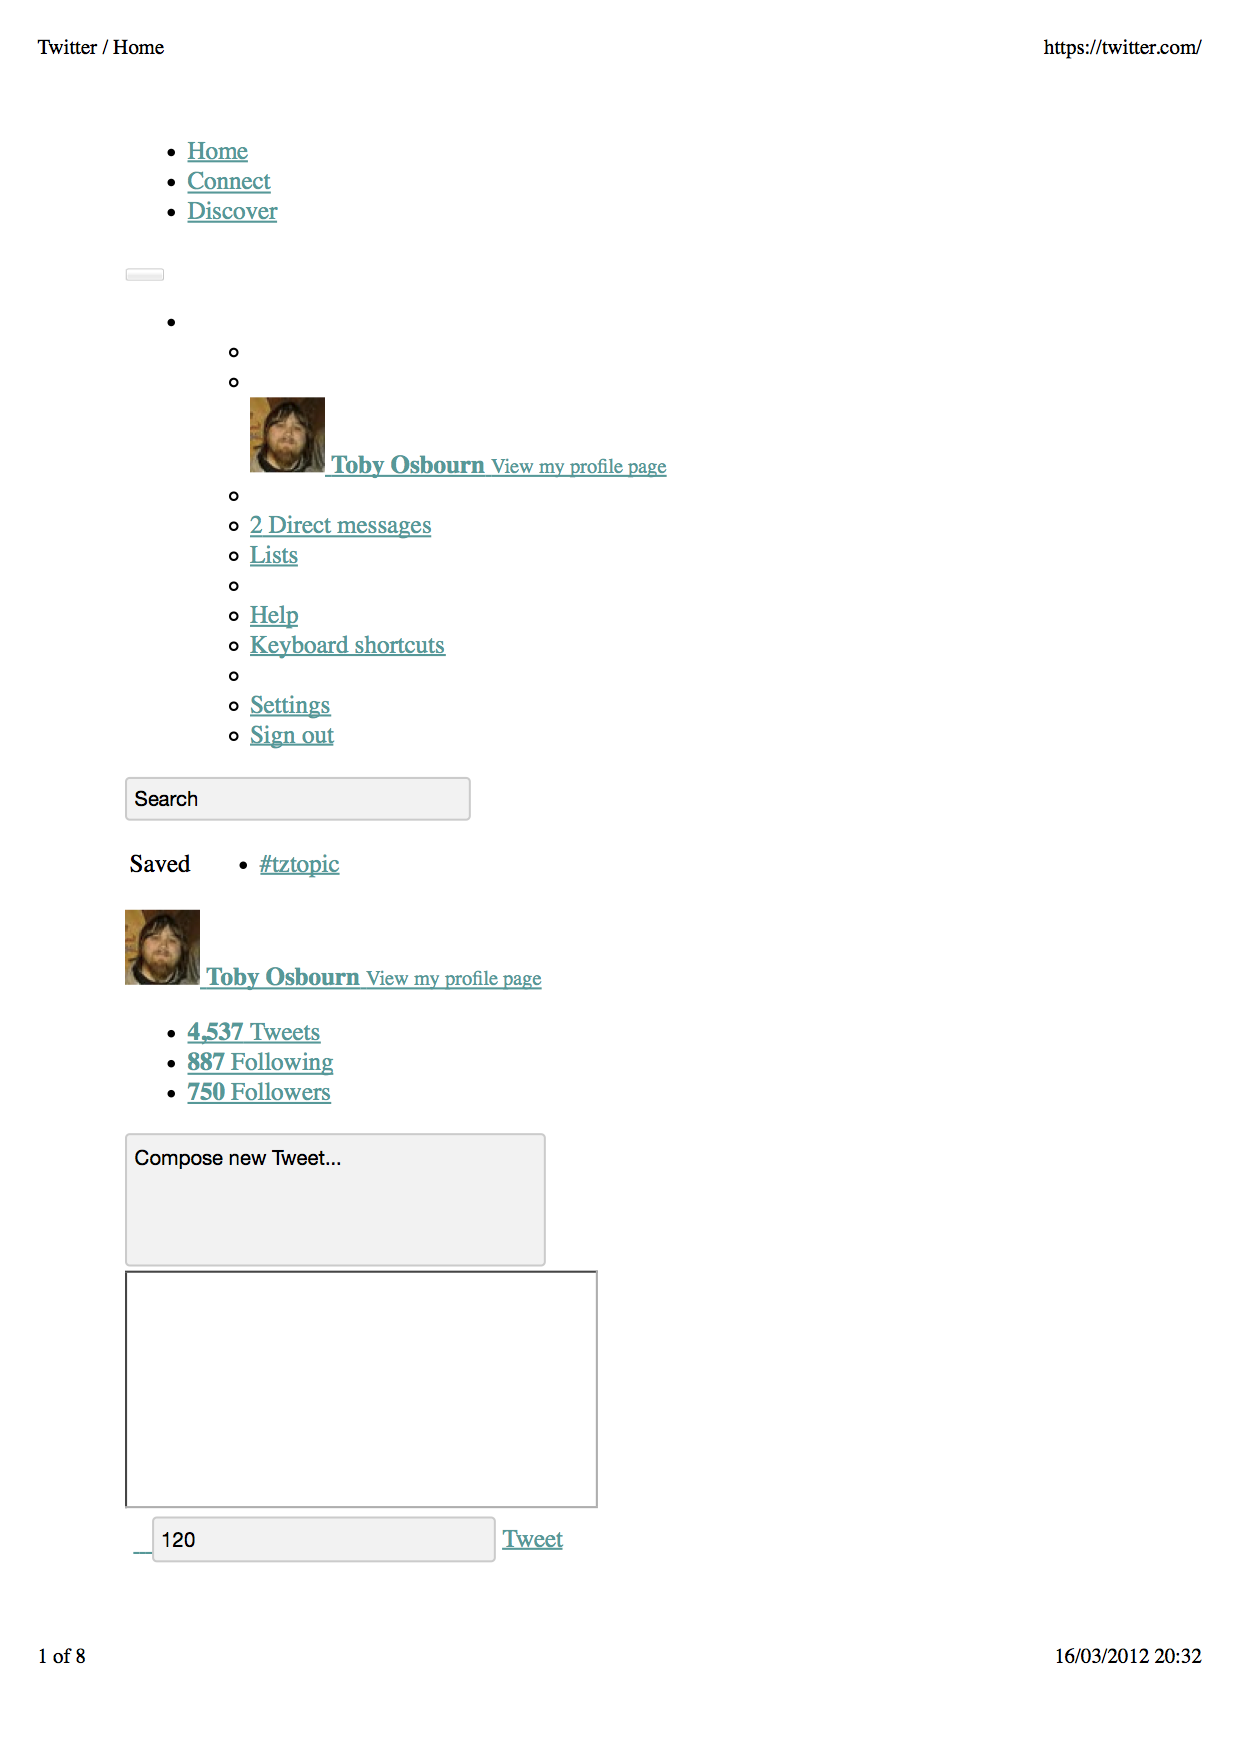 Twitter / Home https://twitter.com/
Home
Connect
Discover
Toby Osbourn View my profile page
2 Direct messages
Lists
Help
Keyboard shortcuts
Settings
Sign out
Search
Saved #tztopic
Toby Osbourn View my profile page
4,537 Tweets
887 Following
750 Followers
Compose new Tweet...
120 Tweet
1 of 8 16/03/2012 20:32